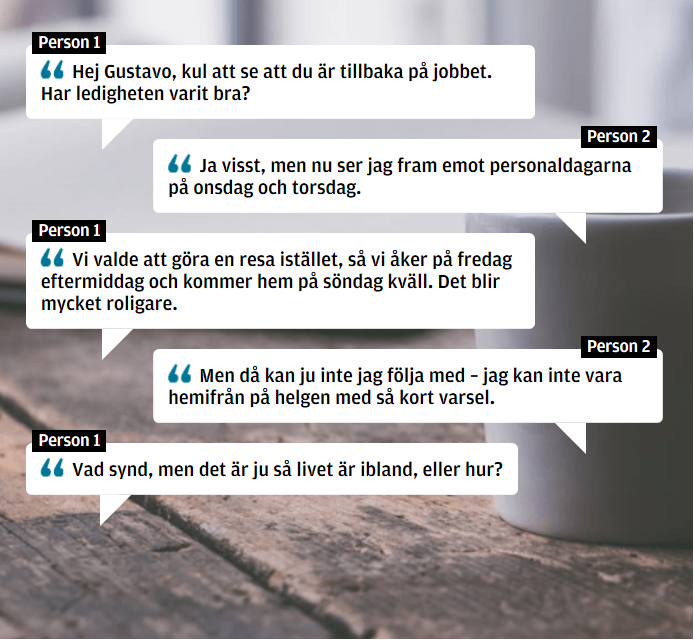 Person 1
“ Hej Gustavo, kul att se att du är tillbaka på jobbet.
Har ledigheten varit bra?
Person 2
“ Ja visst, men nu ser jag fram emot personaldagarna
på onsdag och torsdag.
Person 1
“ Vi valde att göra en resa istället, så vi åker på fredag
eftermiddag och kommer hem på söndag kväll. Det blir
mycket roligare.
Person 2
“ Men då kan ju inte jag följa med – jag kan inte vara
hemifrån på helgen med så kort varsel.
Person 1
“ Vad synd, men det är ju så livet är ibland, eller hur?